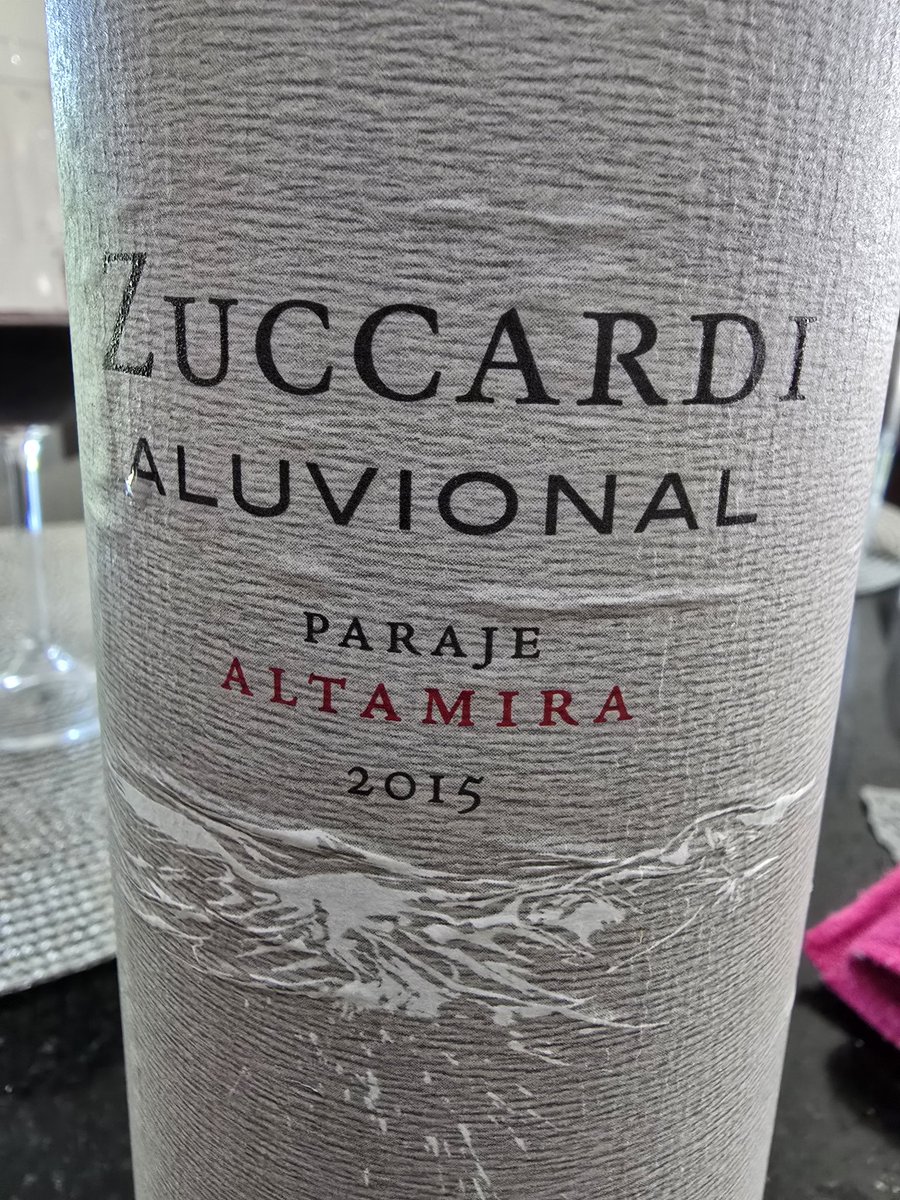 ZUCCARDI
ALUVIONAL
PARAJE
ALTAMIRA
2015